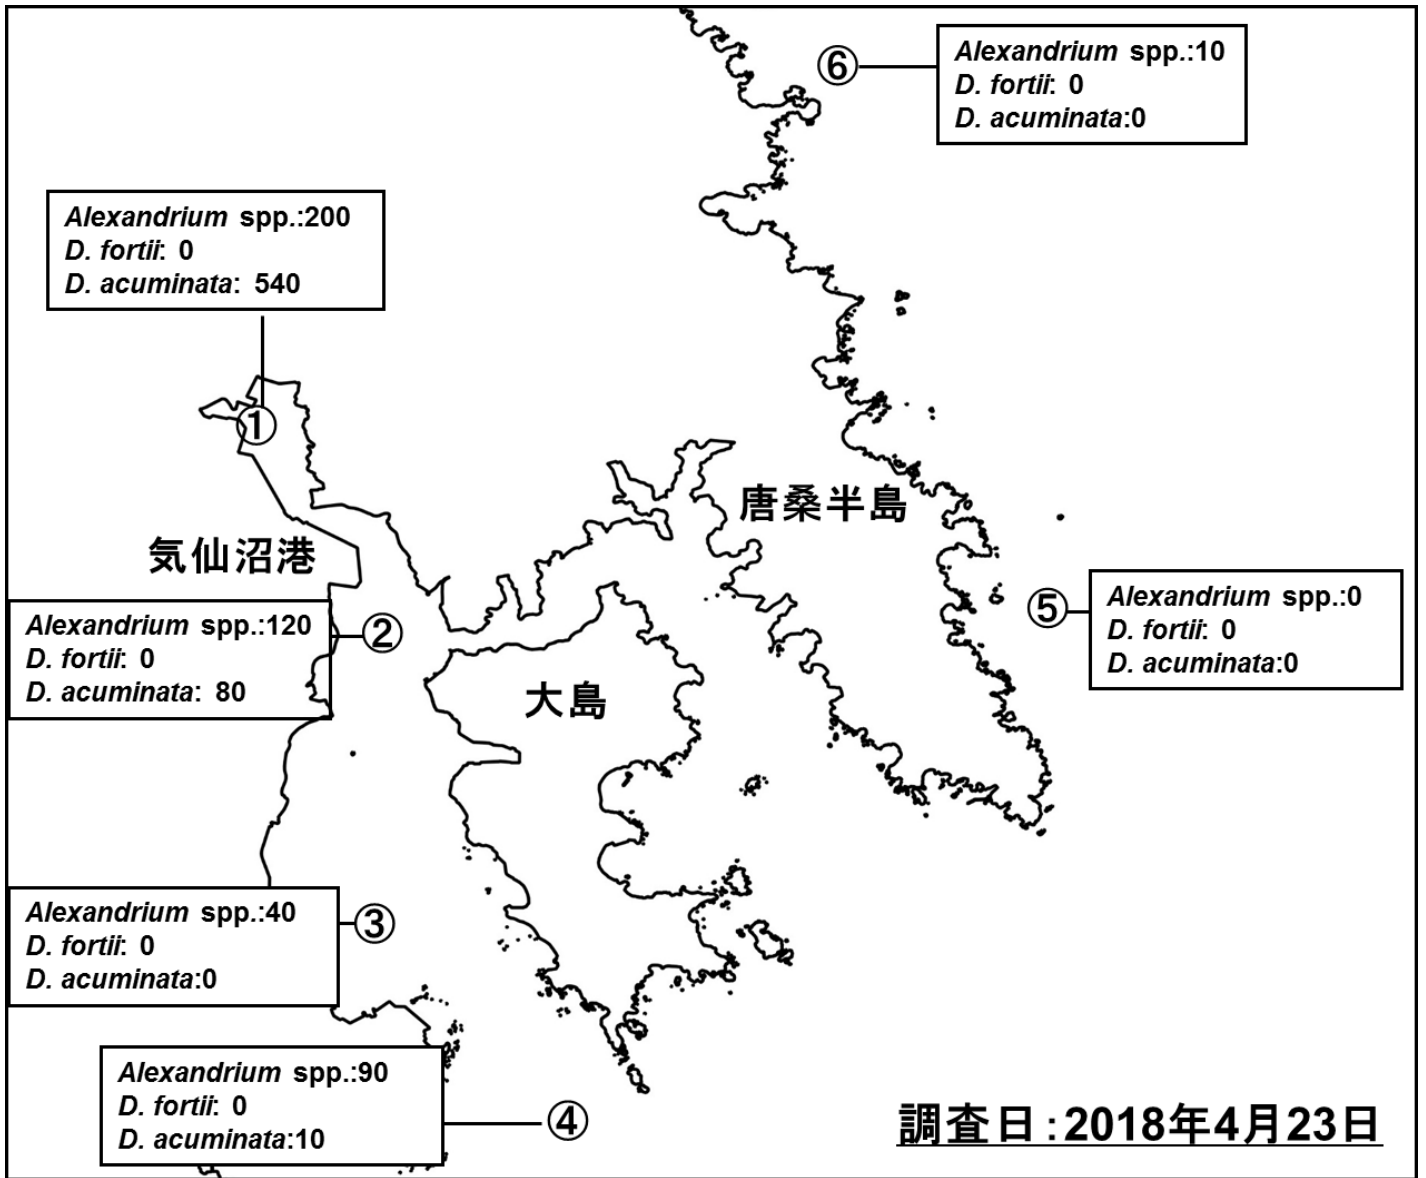 ⑥
Alexandrium spp.:10
D. fortii: 0
D. acuminata:0
Alexandrium spp.:200
D. fortii: 0
D. acuminata: 540
①
唐桑半島
気仙沼港
⑤
Alexandrium spp.:0
D. fortii: 0
D. acuminata:0
Alexandrium spp.:120
D. fortii: 0
D. acuminata: 80
②
大島
Alexandrium spp.:40
D. fortii: 0
D. acuminata:0
③
Alexandrium spp.:90
D. fortii: 0
D. acuminata:10
④
調査日:2018年4月23日